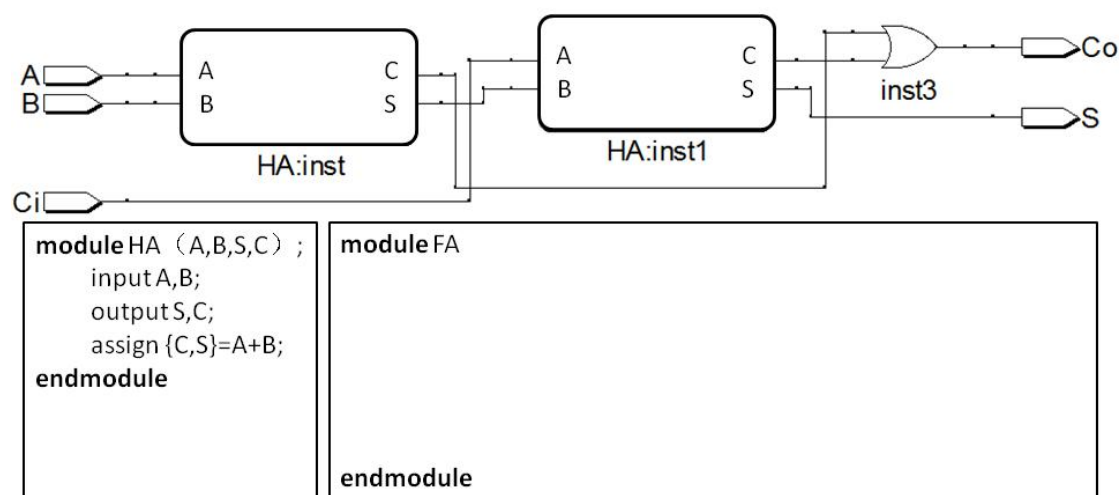 A
B
A
B
C
S
HA:inst
A
B
C
S
HA:inst1
inst3
Co
S
Ci
module HA（A,B,S,C）;
input A,B;
output S,C;
assign {C,S}=A+B;
endmodule
module FA
endmodule